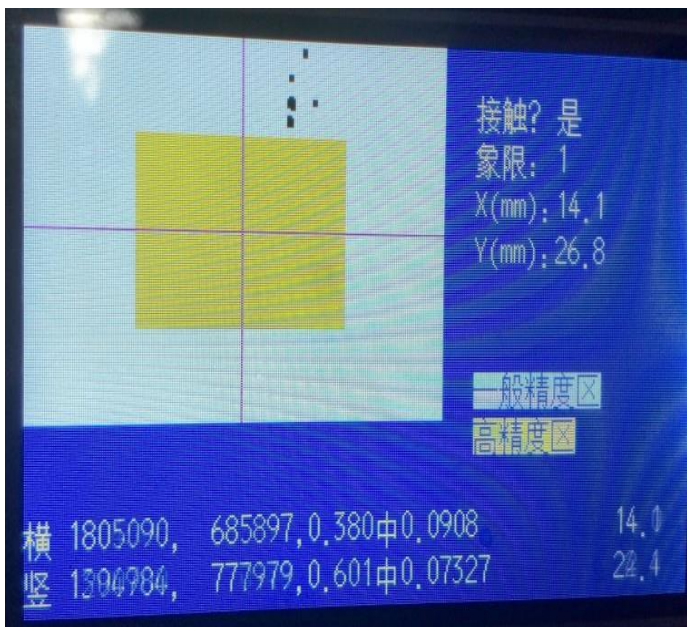 接触? 是
象限: 1
X(mm):14.1
Y(mm):26.8
一般精度区
高精度区
横 1805090, 685897,0.380中0.0908 14.0
竖 1304984, 777979,0.601中0.07327